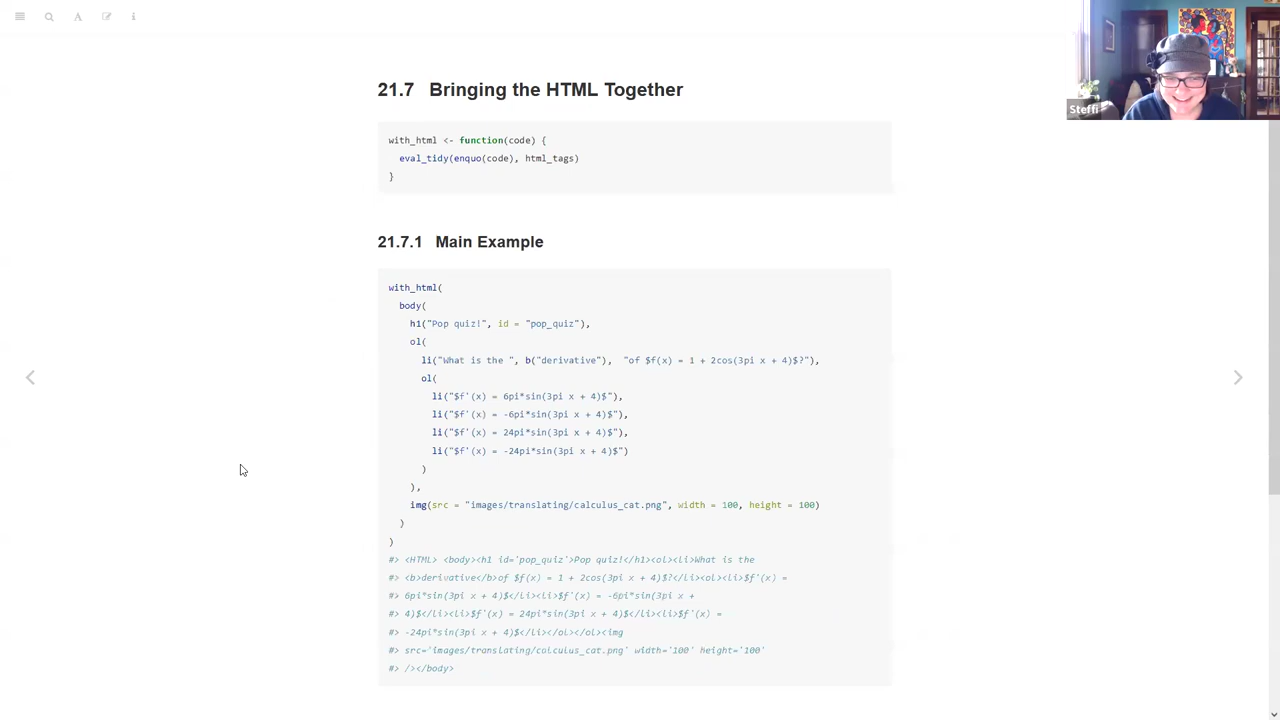 21.7 Bringing the HTML Together
with_html <- function(code) {
eval_tidy(enquo(code), html_tags)
}
21.7.1 Main Example
with_html(
body(
h1("Pop quiz!", id = "pop_quiz"),
ol(
li("What is the ", b("derivative"), "of $f(x) = 1 + 2cos(3pi x + 4)$?"),
ol(
li("$f'(x) = 6pi*sin(3pi x + 4)$"),
li("$f'(x) = -6pi*sin(3pi x + 4)$"),
li("$f'(x) = 24pi*sin(3pi x + 4)$"),
li("$f'(x) = -24pi*sin(3pi x + 4)$")
)
),
img(src = "images/translating/calculus_cat.png", width = 100, height = 100)
)
)
#> <HTML> <body><h1 id='pop_quiz'>Pop quiz!</h1><ol><li>What is the
#> <b>derivative</b>of $f(x) = 1 + 2cos(3pi x + 4)$?</li><ol><li>$f'(x) =
#> 6pi*sin(3pi x + 4)$</li><li>$f'(x) = -6pi*sin(3pi x +
#> 4)$</li><li>$f'(x) = 24pi*sin(3pi x + 4)$</li><li>$f'(x) =
#> -24pi*sin(3pi x + 4)$</li></ol></ol><img
#> src='images/translating/calculus_cat.png' width='100' height='100'
#> /></body>
Steffi